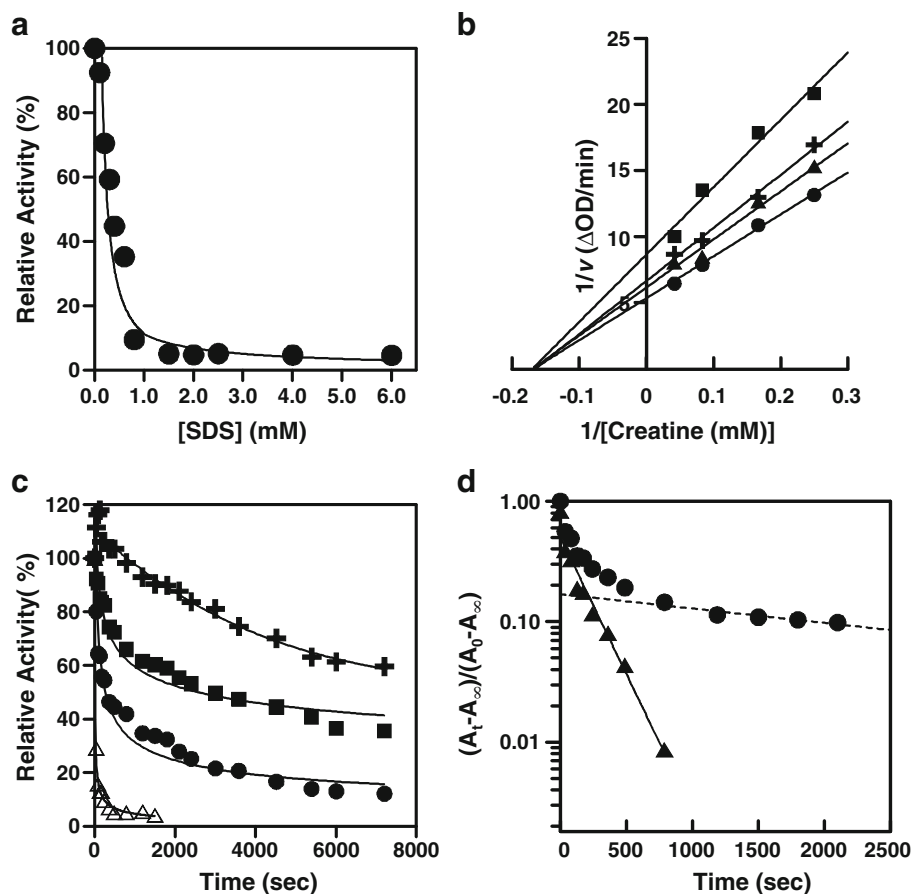 a
Relative Activity (%)
100
80
60
40
20
0
0.0 1.0 2.0 3.0 4.0 5.0 6.0
[SDS] (mM)
b
1/v (ΔOD/min)
25
20
15
10
5
-0.2 -0.1 0 0.1 0.2 0.3
1/[Creatine (mM)]
c
Relative Activity( %)
120
100
80
60
40
20
0
0 2000 4000 6000 8000
Time (sec)
d
(At-A∞)/(A0-A∞)
1.00
0.10
0.01
0 500 1000 1500 2000 2500
Time (sec)